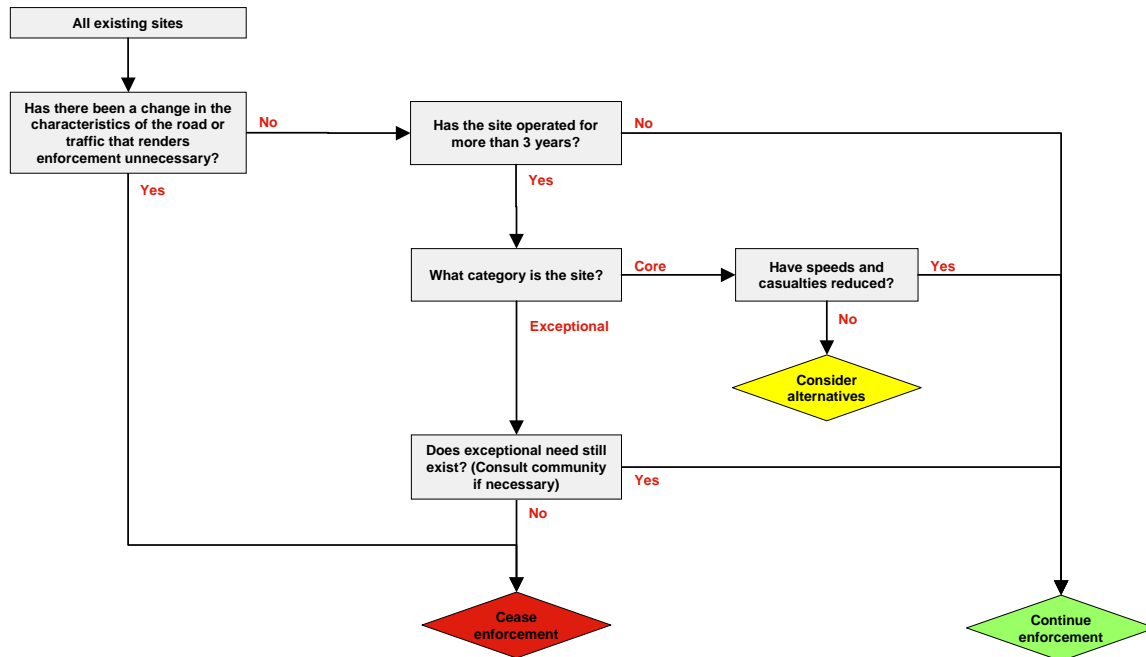 All existing sites
Has there been a change in the
characteristics of the road or
traffic that renders
enforcement unnecessary?
No
Has the site operated for
more than 3 years?
No
Yes
Yes
What category is the site?
Core
Have speeds and
casualties reduced?
Yes
Exceptional
No
Consider
alternatives
Does exceptional need still
exist? (Consult community
if necessary)
Yes
No
Cease
enforcement
Continue
enforcement